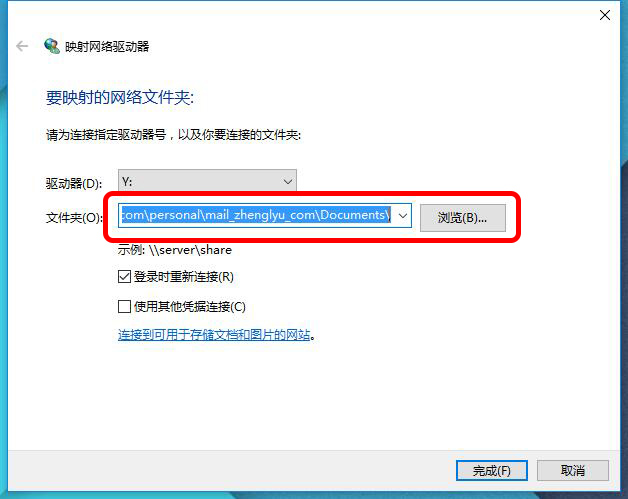 映射网络驱动器
要映射的网络文件夹:
请为连接指定驱动器号，以及你要连接的文件夹:
驱动器(D): Y:
文件夹(O): com\personal\mail_zhenglyu_com\Documents\ 浏览(B)...
示例: \\server\share
登录时重新连接(R)
使用其他凭据连接(C)
连接到可用于存储文档和图片的网站。
完成(F) 取消